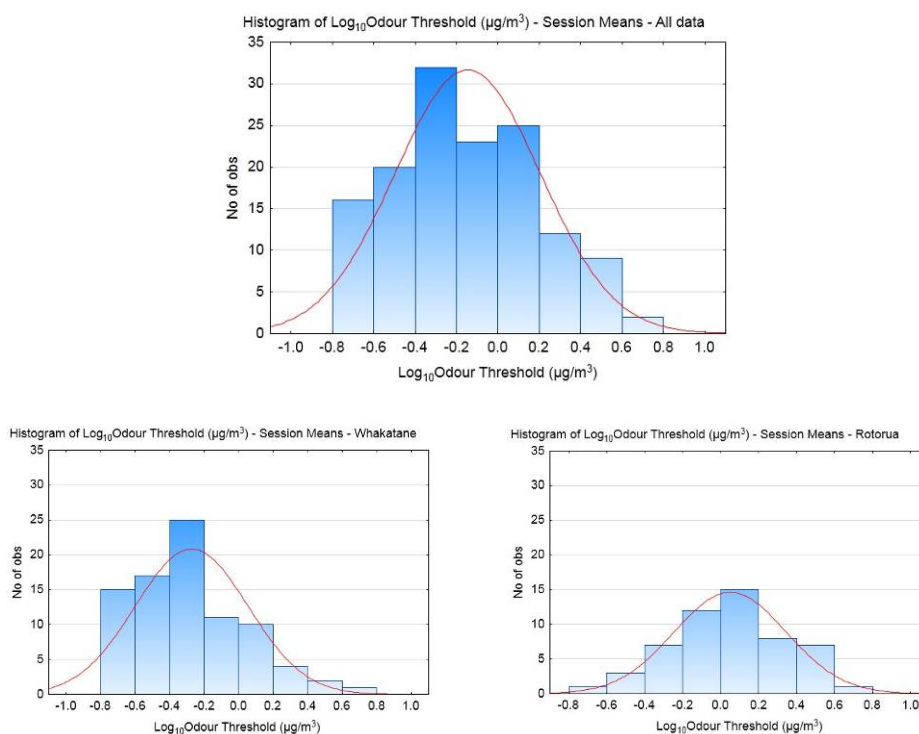 Histogram of Log₁₀Odour Threshold (µg/m³) - Session Means - All data
35
30
25
20
15
10
5
0
No of obs
-1.0 -0.8 -0.6 -0.4 -0.2 0.0 0.2 0.4 0.6 0.8 1.0
Log₁₀Odour Threshold (µg/m³)
Histogram of Log₁₀Odour Threshold (µg/m³) - Session Means - Whakatane
35
30
25
20
15
10
5
0
No of obs
-1.0 -0.8 -0.6 -0.4 -0.2 0.0 0.2 0.4 0.6 0.8 1.0
Log₁₀Odour Threshold (µg/m³)
Histogram of Log₁₀Odour Threshold (µg/m³) - Session Means - Rotorua
35
30
25
20
15
10
5
0
No of obs
-0.8 -0.6 -0.4 -0.2 0.0 0.2 0.4 0.6 0.8 1.0
Log₁₀Odour Threshold (µg/m³)